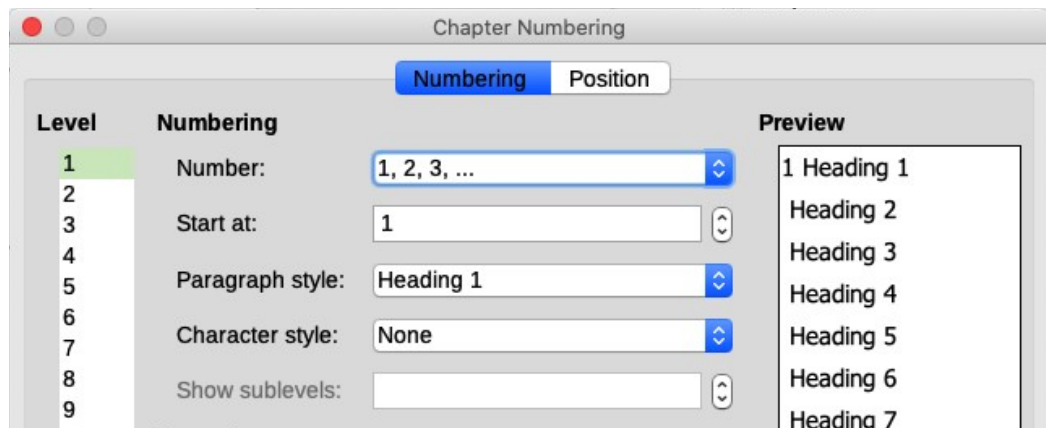 Chapter Numbering
Numbering Position
Level
1
2
3
4
5
6
7
8
9
Numbering
Number: 1, 2, 3, ...
Start at: 1
Paragraph style: Heading 1
Character style: None
Show sublevels:
Preview
1 Heading 1
Heading 2
Heading 3
Heading 4
Heading 5
Heading 6
Heading 7